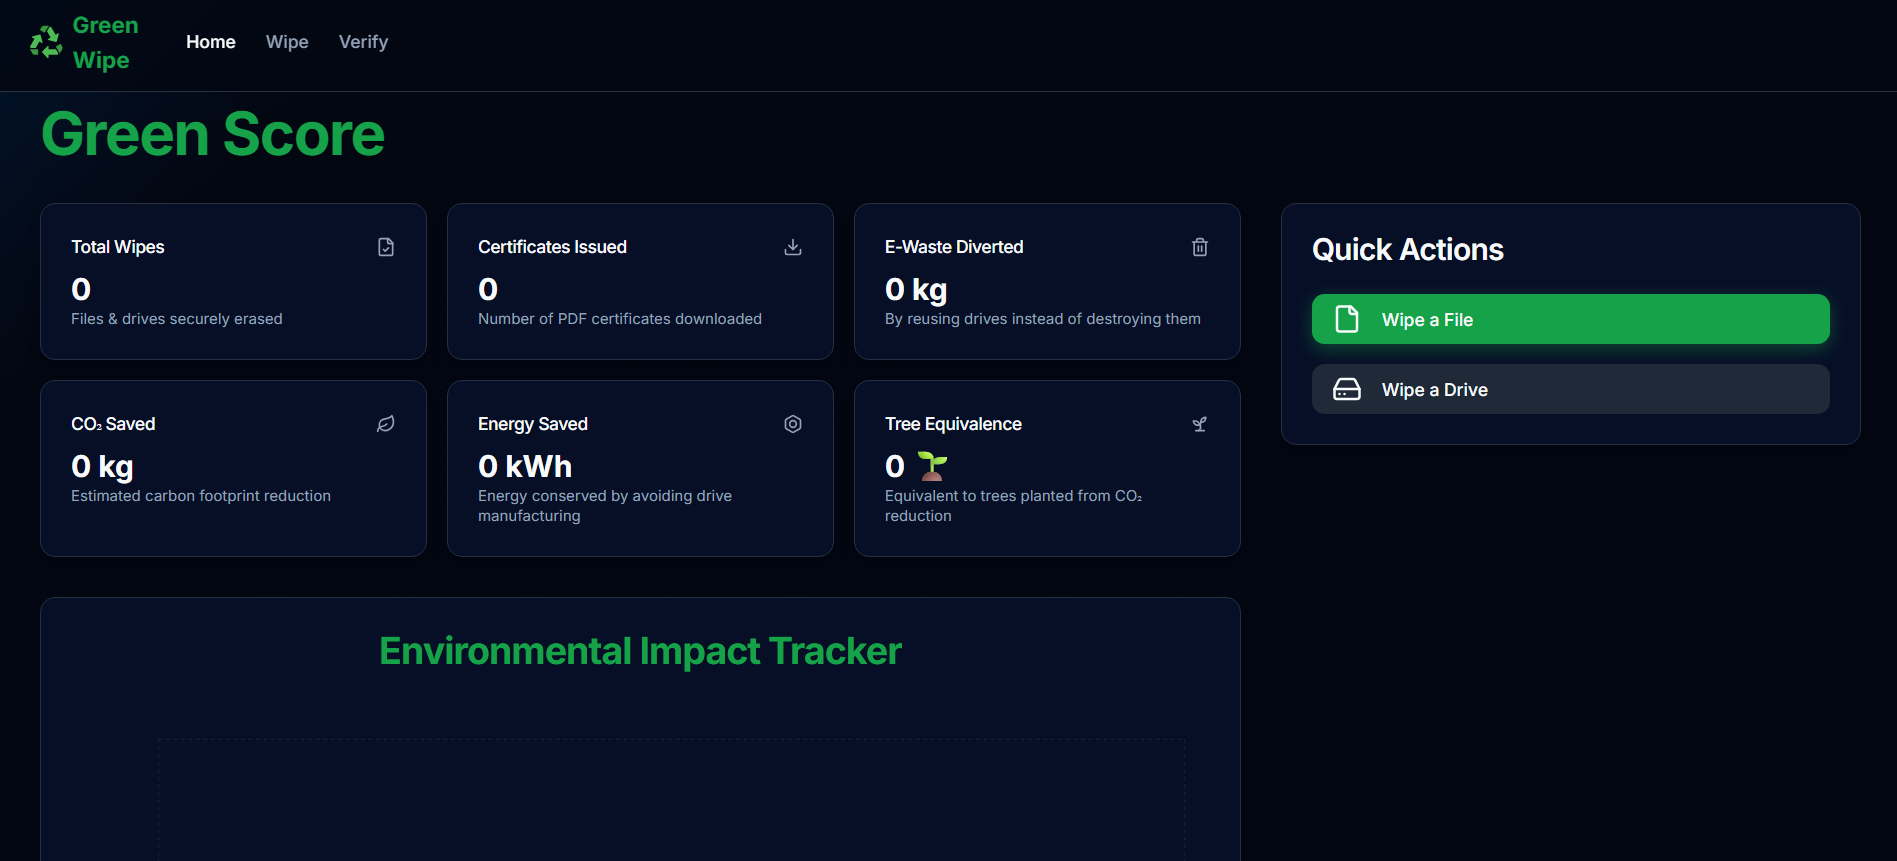 Green
Wipe
Home
Wipe
Verify
Green Score
Total Wipes
0
Files & drives securely erased
Certificates Issued
0
Number of PDF certificates downloaded
E-Waste Diverted
0 kg
By reusing drives instead of destroying them
CO₂ Saved
0 kg
Estimated carbon footprint reduction
Energy Saved
0 kWh
Energy conserved by avoiding drive
manufacturing
Tree Equivalence
0 🌱
Equivalent to trees planted from CO₂
reduction
Quick Actions
Wipe a File
Wipe a Drive
Environmental Impact Tracker